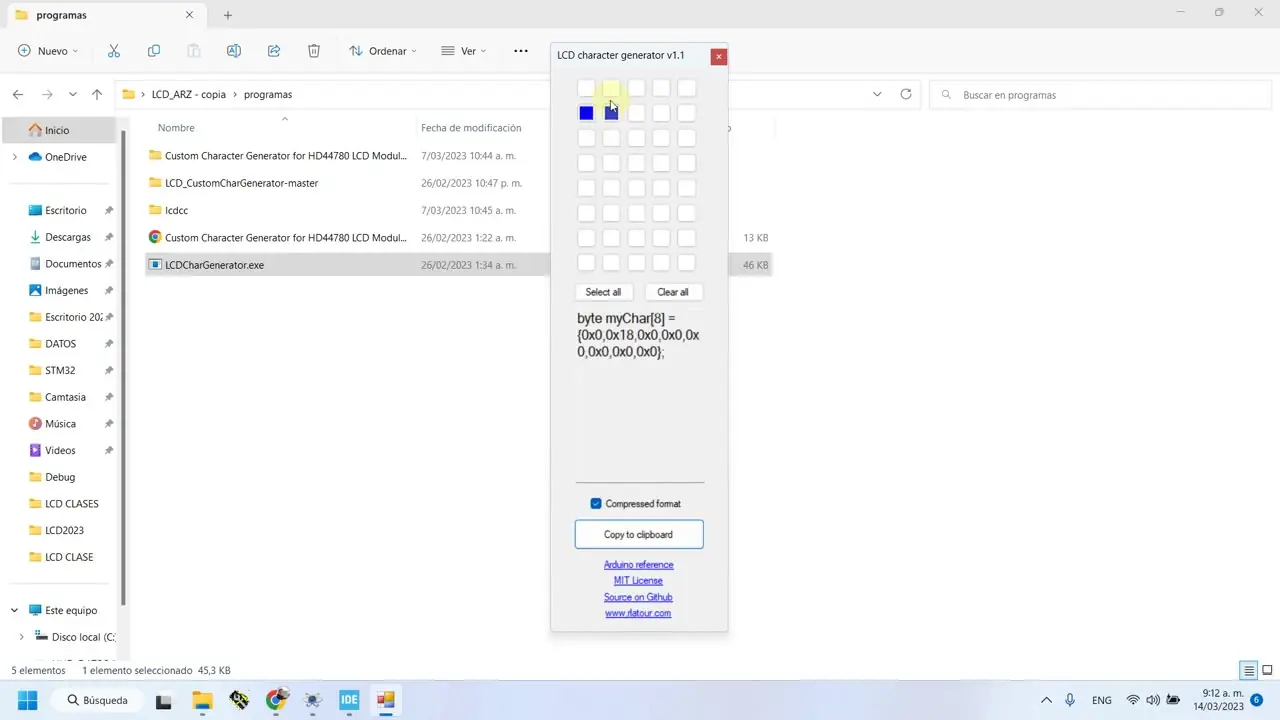 programas
Nuevo
Ordenar
Ver
LCD_ARZ - copia
programas
Buscar en programas
LCD character generator v1.1
Inicio
OneDrive
Escritorio
Descargas
Documentos
Imágenes
Escritorio 202
DATOS
STM32
Camtasia
Música
Videos
Debug
LCD CLASES
LCD2023
LCD CLASE
Este equipo
Disco local (C:
Nombre
Fecha de modificación
Custom Character Generator for HD44780 LCD Modul...
7/03/2023 10:44 a. m.
LCD_CustomCharGenerator-master
26/02/2023 10:47 p. m.
lcdcc
7/03/2023 10:45 a. m.
Custom Character Generator for HD44780 LCD Modul...
26/02/2023 1:22 a. m.
13 KB
LCDCharGenerator.exe
26/02/2023 1:34 a. m.
46 KB
Select all
Clear all
byte myChar[8] =
{0x0,0x18,0x0,0x0,0x
0,0x0,0x0,0x0};
Compressed format
Copy to clipboard
Arduino reference
MIT License
Source on Github
www.rlatour.com
5 elementos
1 elemento seleccionado 45,3 KB
Búsqueda
IDE
ENG
9:12 a. m.
14/03/2023
6